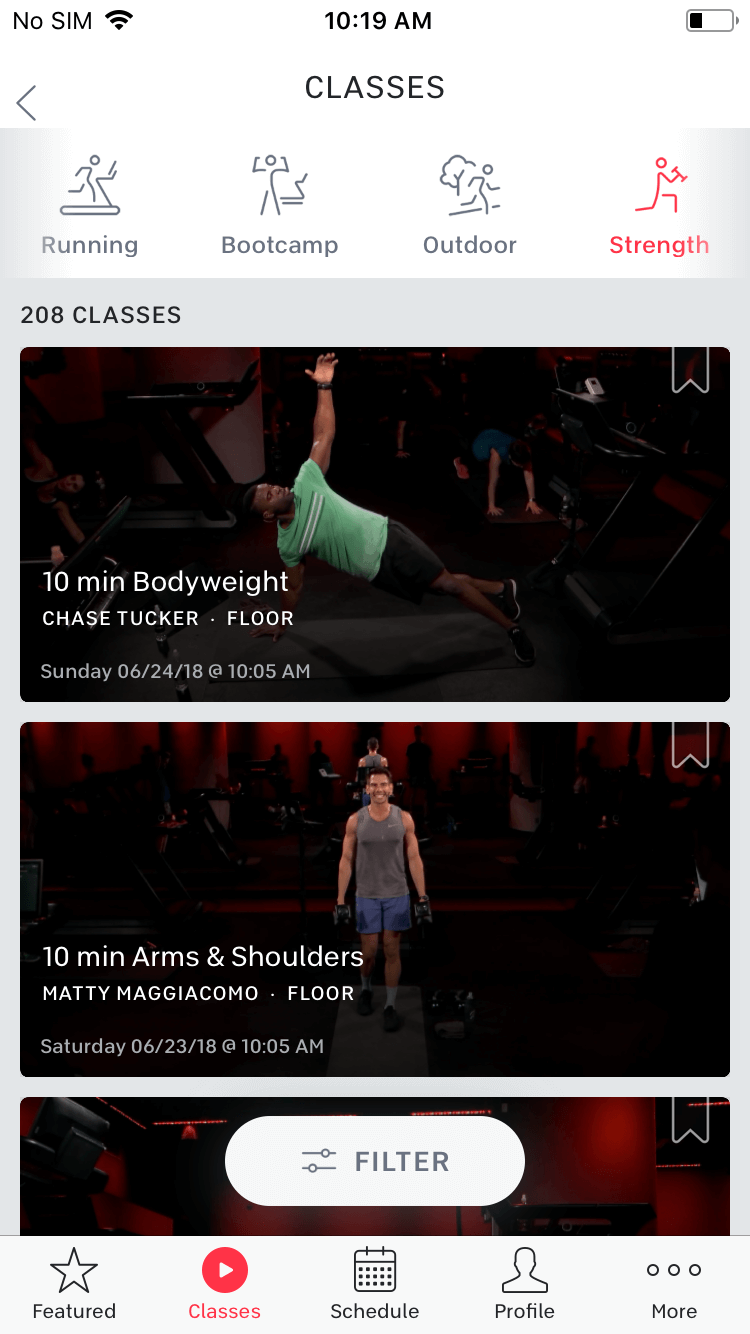 No SIM 10:19 AM
CLASSES
Running Bootcamp Outdoor Strength
208 CLASSES
10 min Bodyweight
CHASE TUCKER · FLOOR
Sunday 06/24/18 @ 10:05 AM
10 min Arms & Shoulders
MATTY MAGGIACOMO · FLOOR
Saturday 06/23/18 @ 10:05 AM
FILTER
Featured Classes Schedule Profile More